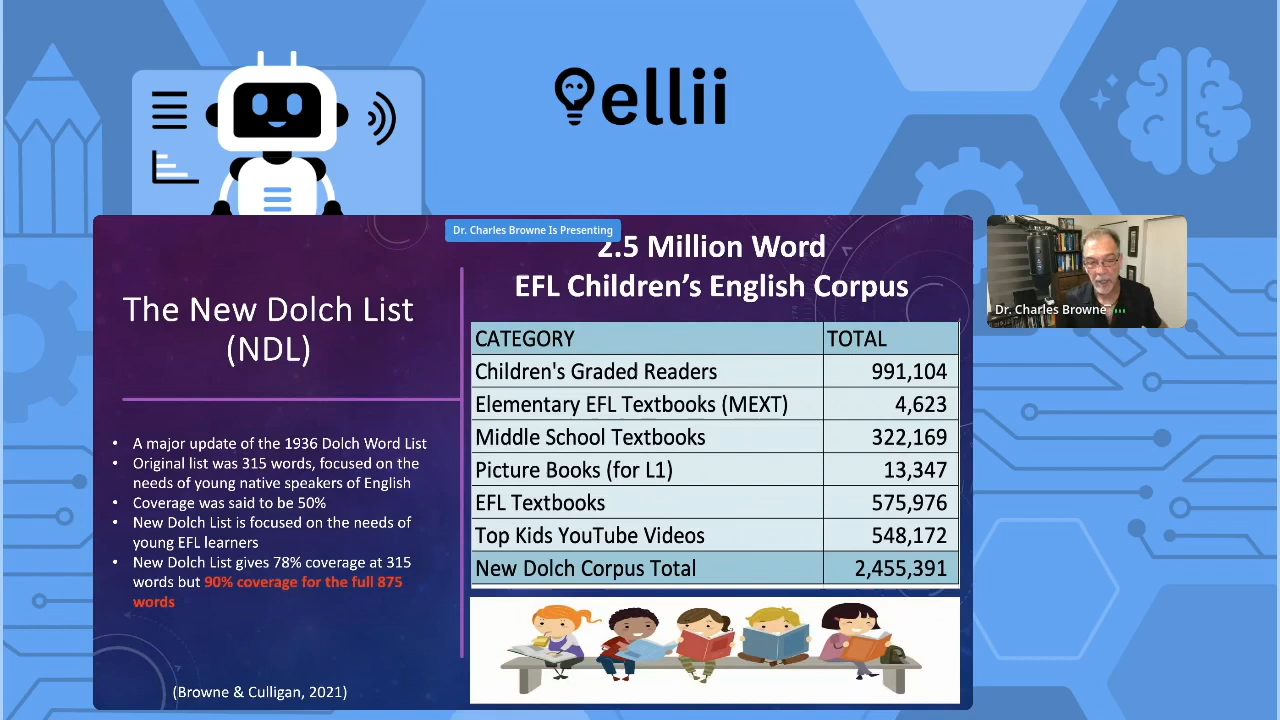 ellii
Dr. Charles Browne Is Presenting
2.5 Million Word
EFL Children's English Corpus
The New Dolch List
(NDL)
• A major update of the 1936 Dolch Word List
• Original list was 315 words, focused on the
needs of young native speakers of English
• Coverage was said to be 50%
• New Dolch List is focused on the needs of
young EFL learners
• New Dolch List gives 78% coverage at 315
words but 90% coverage for the full 875
words
(Browne & Culligan, 2021)
CATEGORY TOTAL
Children's Graded Readers 991,104
Elementary EFL Textbooks (MEXT) 4,623
Middle School Textbooks 322,169
Picture Books (for L1) 13,347
EFL Textbooks 575,976
Top Kids YouTube Videos 548,172
New Dolch Corpus Total 2,455,391
Dr. Charles Browne